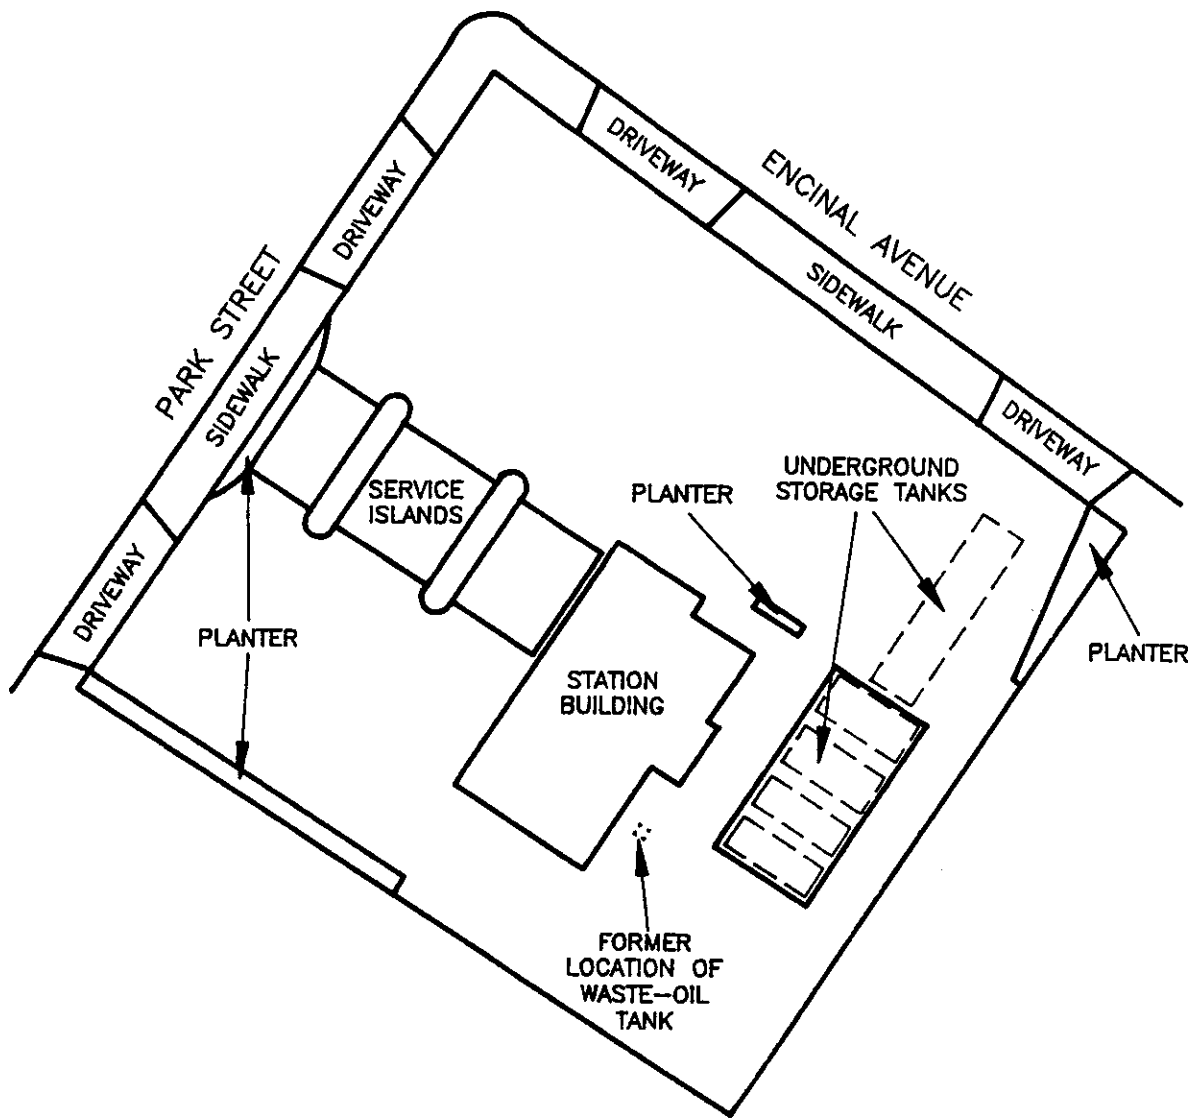 DRIVEWAY
ENCINAL AVENUE
DRIVEWAY
PARK STREET
SIDEWALK
SIDEWALK
DRIVEWAY
UNDERGROUND
STORAGE TANKS
PLANTER
SERVICE
ISLANDS
DRIVEWAY
PLANTER
PLANTER
STATION
BUILDING
FORMER
LOCATION OF
WASTE-OIL
TANK